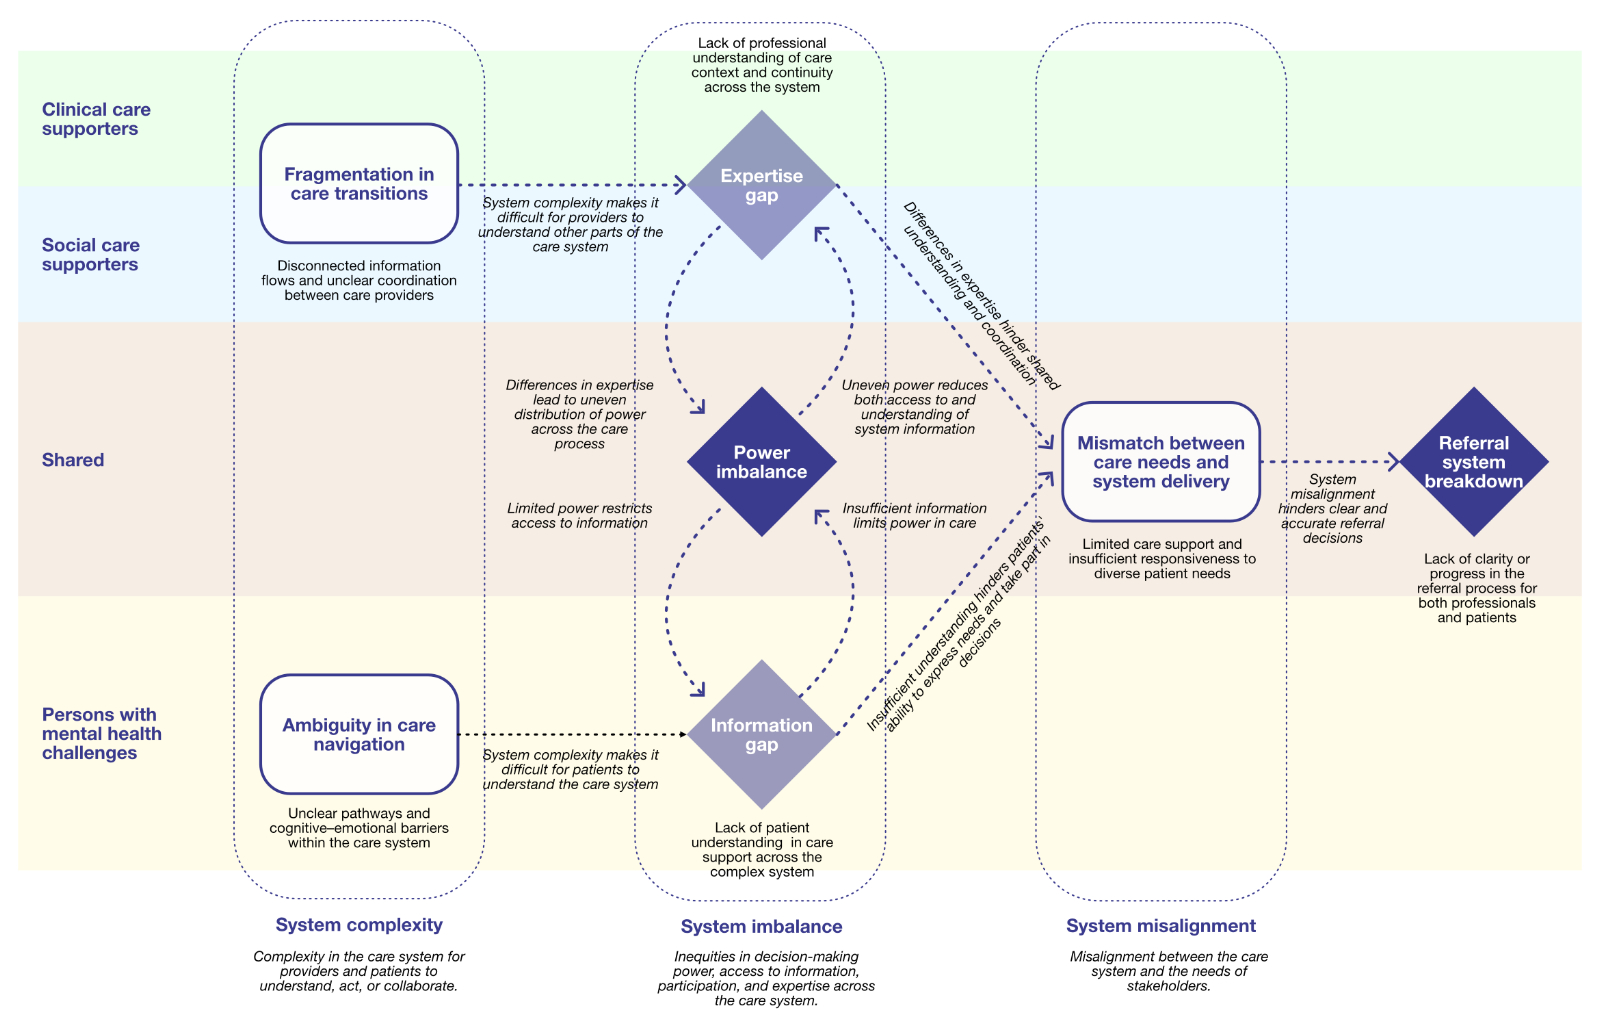 Clinical care
supporters
Social care
supporters
Shared
Persons with
mental health
challenges
Fragmentation in
care transitions
Disconnected information
flows and unclear coordination
between care providers
Ambiguity in care
navigation
Unclear pathways and
cognitive–emotional barriers
within the care system
System complexity makes it
difficult for providers to
understand other parts of the
care system
System complexity makes it
difficult for patients to
understand the care system
Lack of professional
understanding of care
context and continuity
across the system
Expertise
gap
Differences in expertise
lead to uneven
distribution of power
across the care
process
Uneven power reduces
both access to and
understanding of
system information
Power
imbalance
Limited power restricts
access to information
Insufficient information
limits power in care
Information
gap
Lack of patient
understanding  in care
support across the
complex system
Differences in expertise hinder shared
understanding and coordination
Insufficient understanding hinders patients’
ability to express needs and take part in
decisions
Mismatch between
care needs and
system delivery
Limited care support and
insufficient responsiveness to
diverse patient needs
System
misalignment
hinders clear and
accurate referral
decisions
Referral
system
breakdown
Lack of clarity or
progress in the
referral process for
both professionals
and patients
System complexity
Complexity in the care system for
providers and patients to
understand, act, or collaborate.
System imbalance
Inequities in decision-making
power, access to information,
participation, and expertise across
the care system.
System misalignment
Misalignment between the care
system and the needs of
stakeholders.